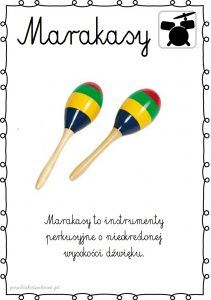 Marakasy
Marakasy to instrumenty
perkusyjne o nieokreślonej
wysokości dźwięku.